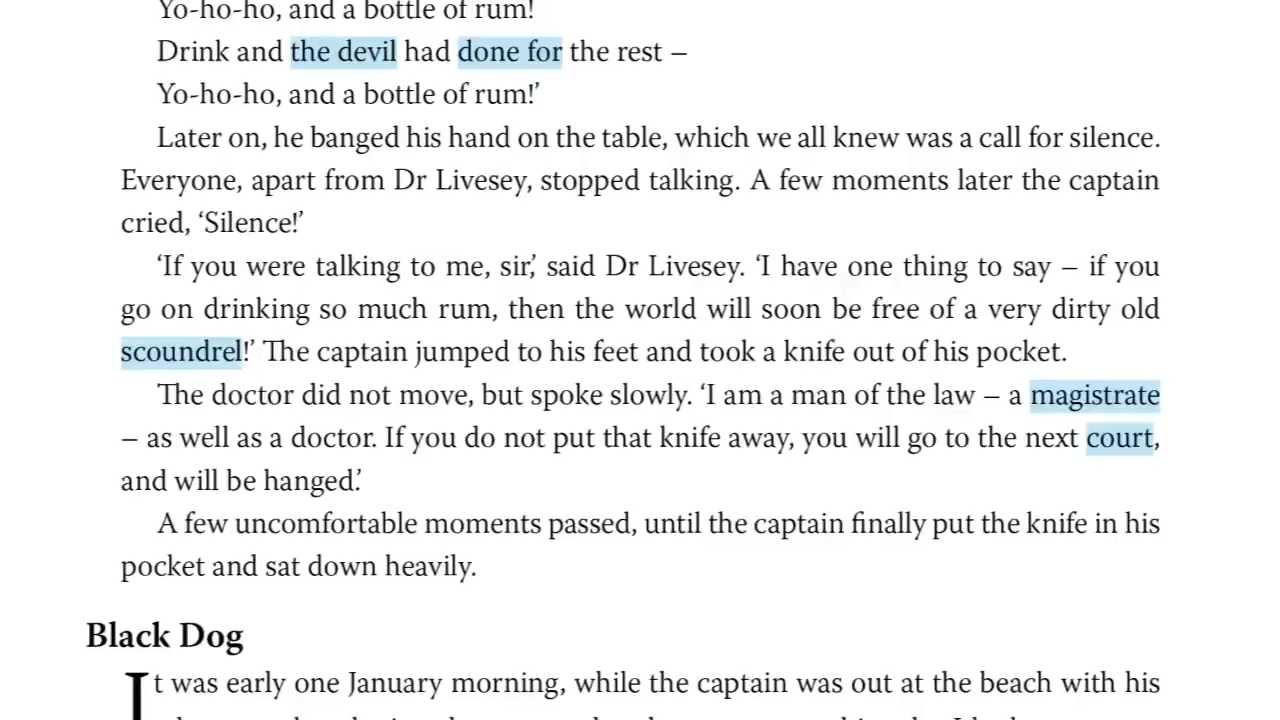 Yo-ho-ho, and a bottle of rum!
Drink and the devil had done for the rest –
Yo-ho-ho, and a bottle of rum!’
Later on, he banged his hand on the table, which we all knew was a call for silence.
Everyone, apart from Dr Livesey, stopped talking. A few moments later the captain
cried, ‘Silence!’
‘If you were talking to me, sir,’ said Dr Livesey. ‘I have one thing to say – if you
go on drinking so much rum, then the world will soon be free of a very dirty old
scoundrel!’ The captain jumped to his feet and took a knife out of his pocket.
The doctor did not move, but spoke slowly. ‘I am a man of the law – a magistrate
– as well as a doctor. If you do not put that knife away, you will go to the next court,
and will be hanged.’
A few uncomfortable moments passed, until the captain finally put the knife in his
pocket and sat down heavily.
Black Dog
It was early one January morning, while the captain was out at the beach with his